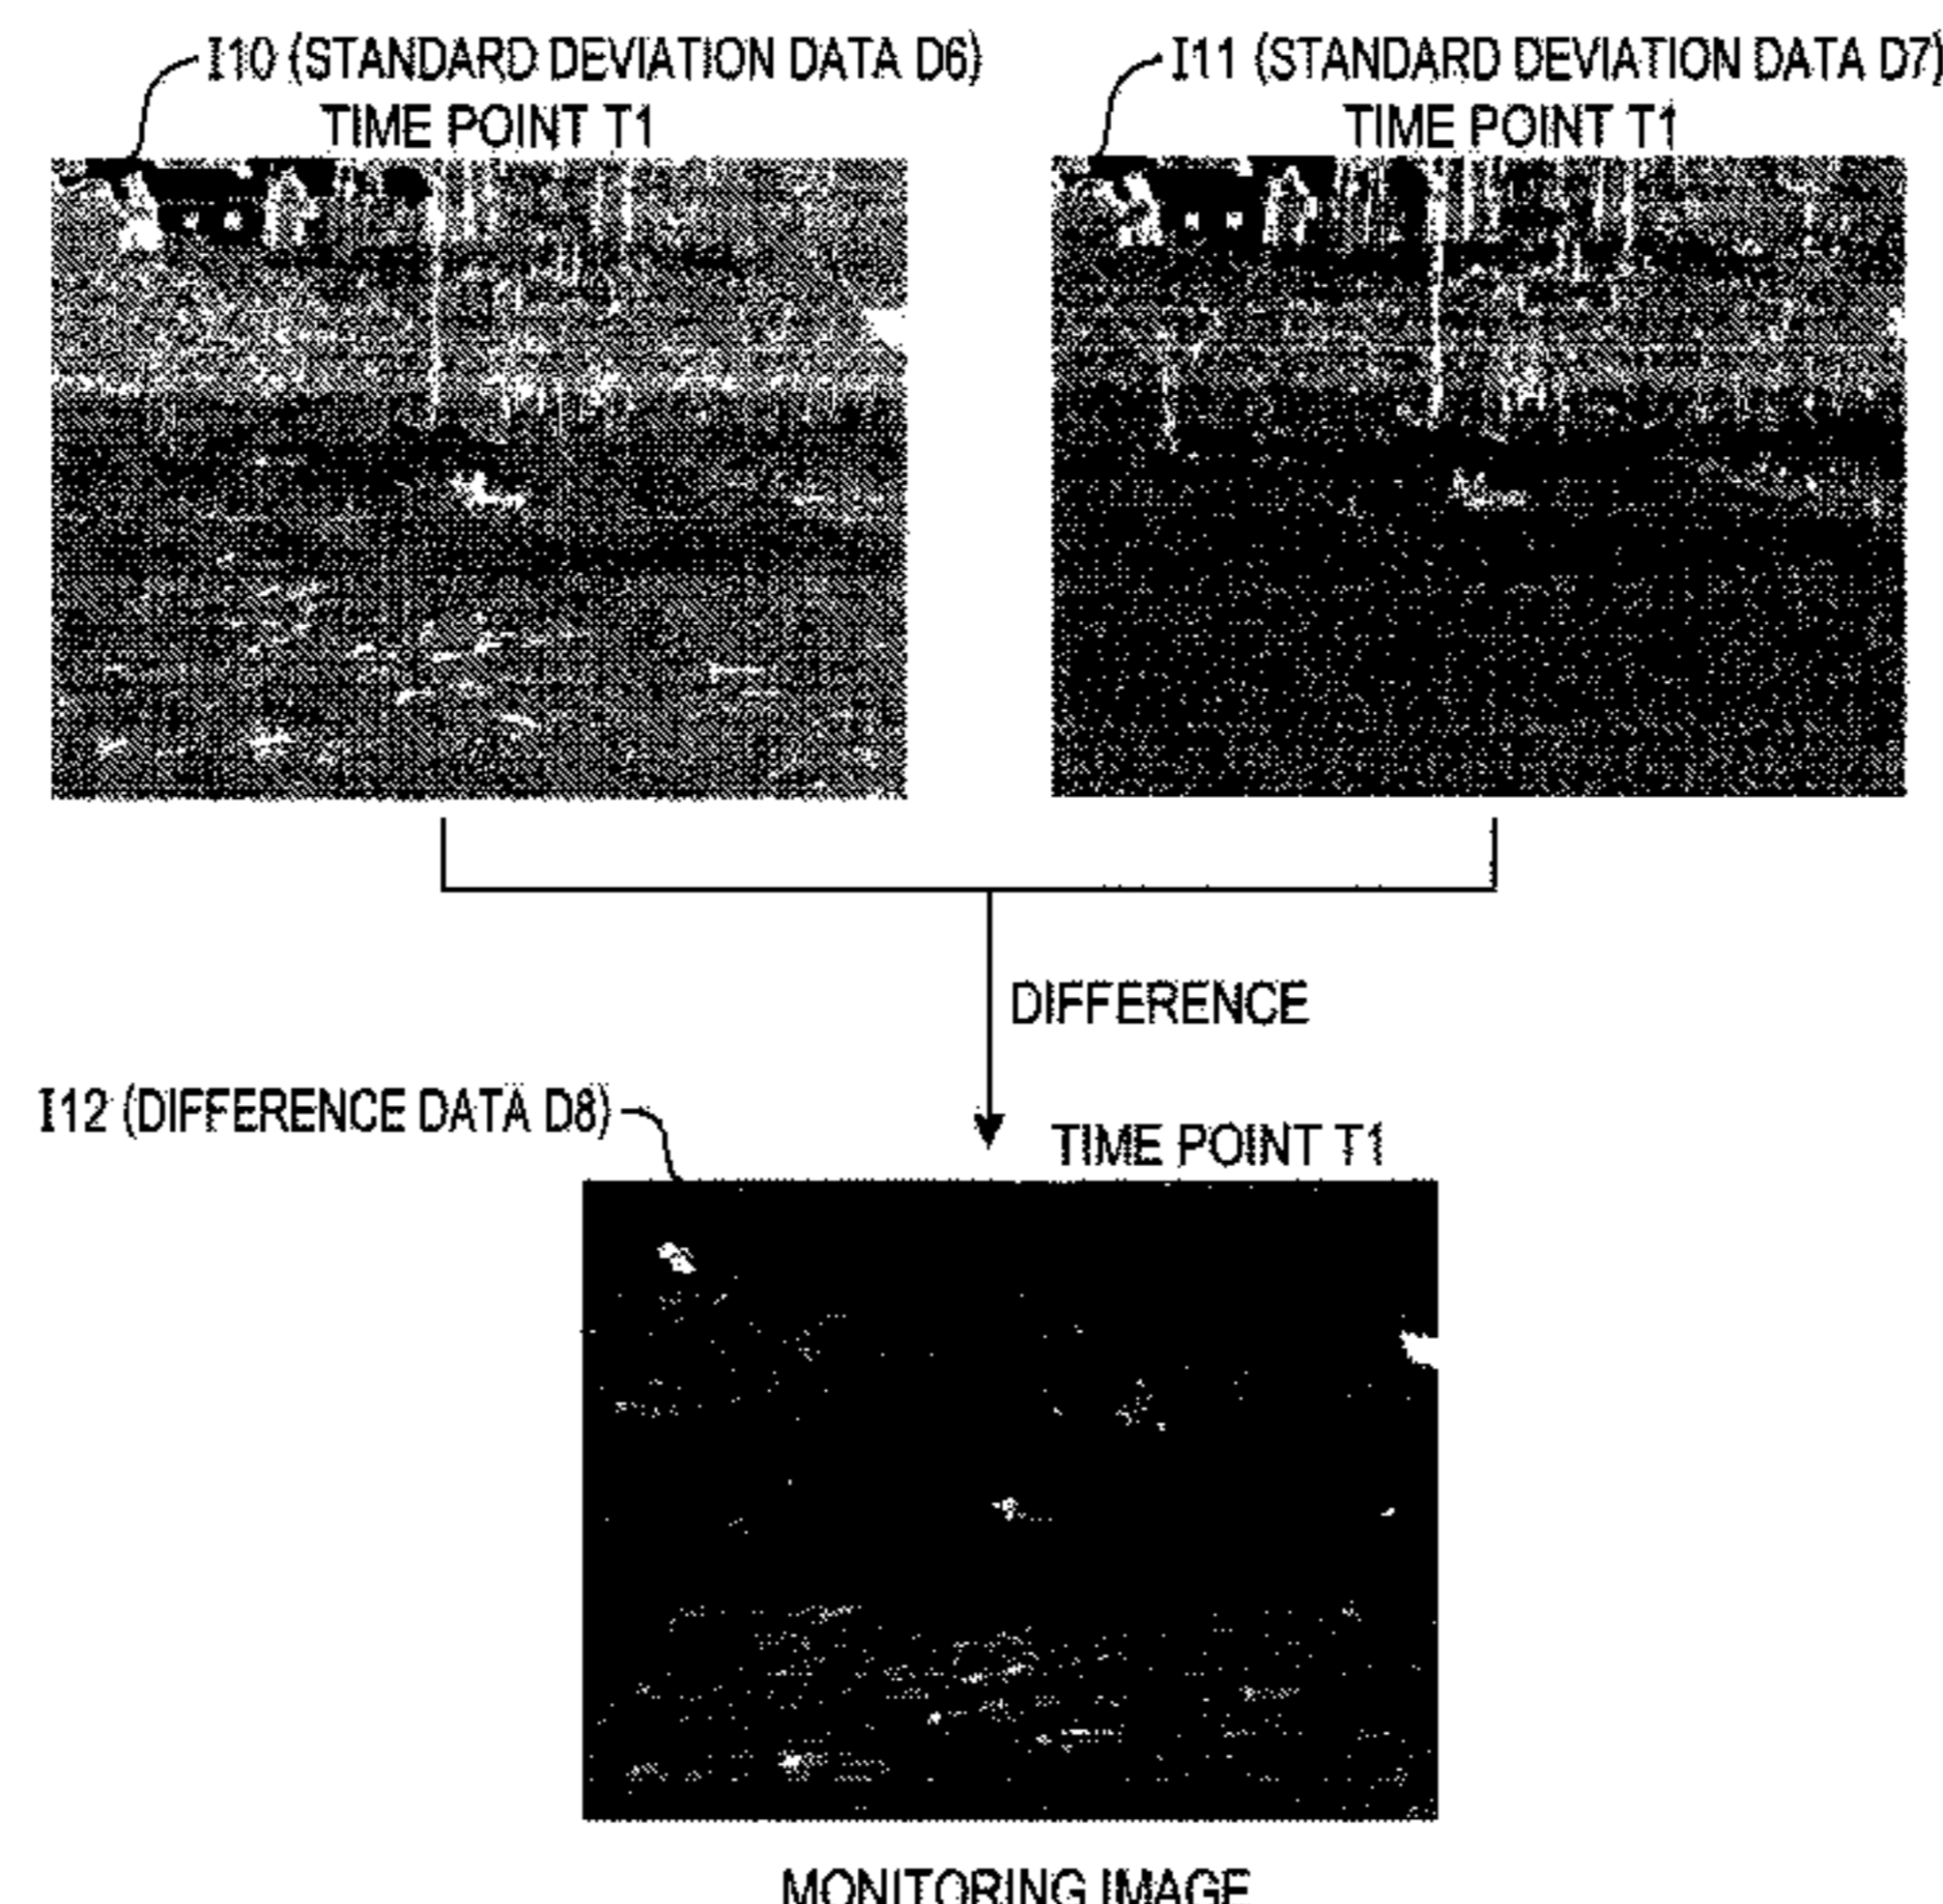 I10 (STANDARD DEVIATION DATA D6)
TIME POINT T1
I11 (STANDARD DEVIATION DATA D7)
TIME POINT T1
DIFFERENCE
I12 (DIFFERENCE DATA D8)
TIME POINT T1
MONITORING IMAGE